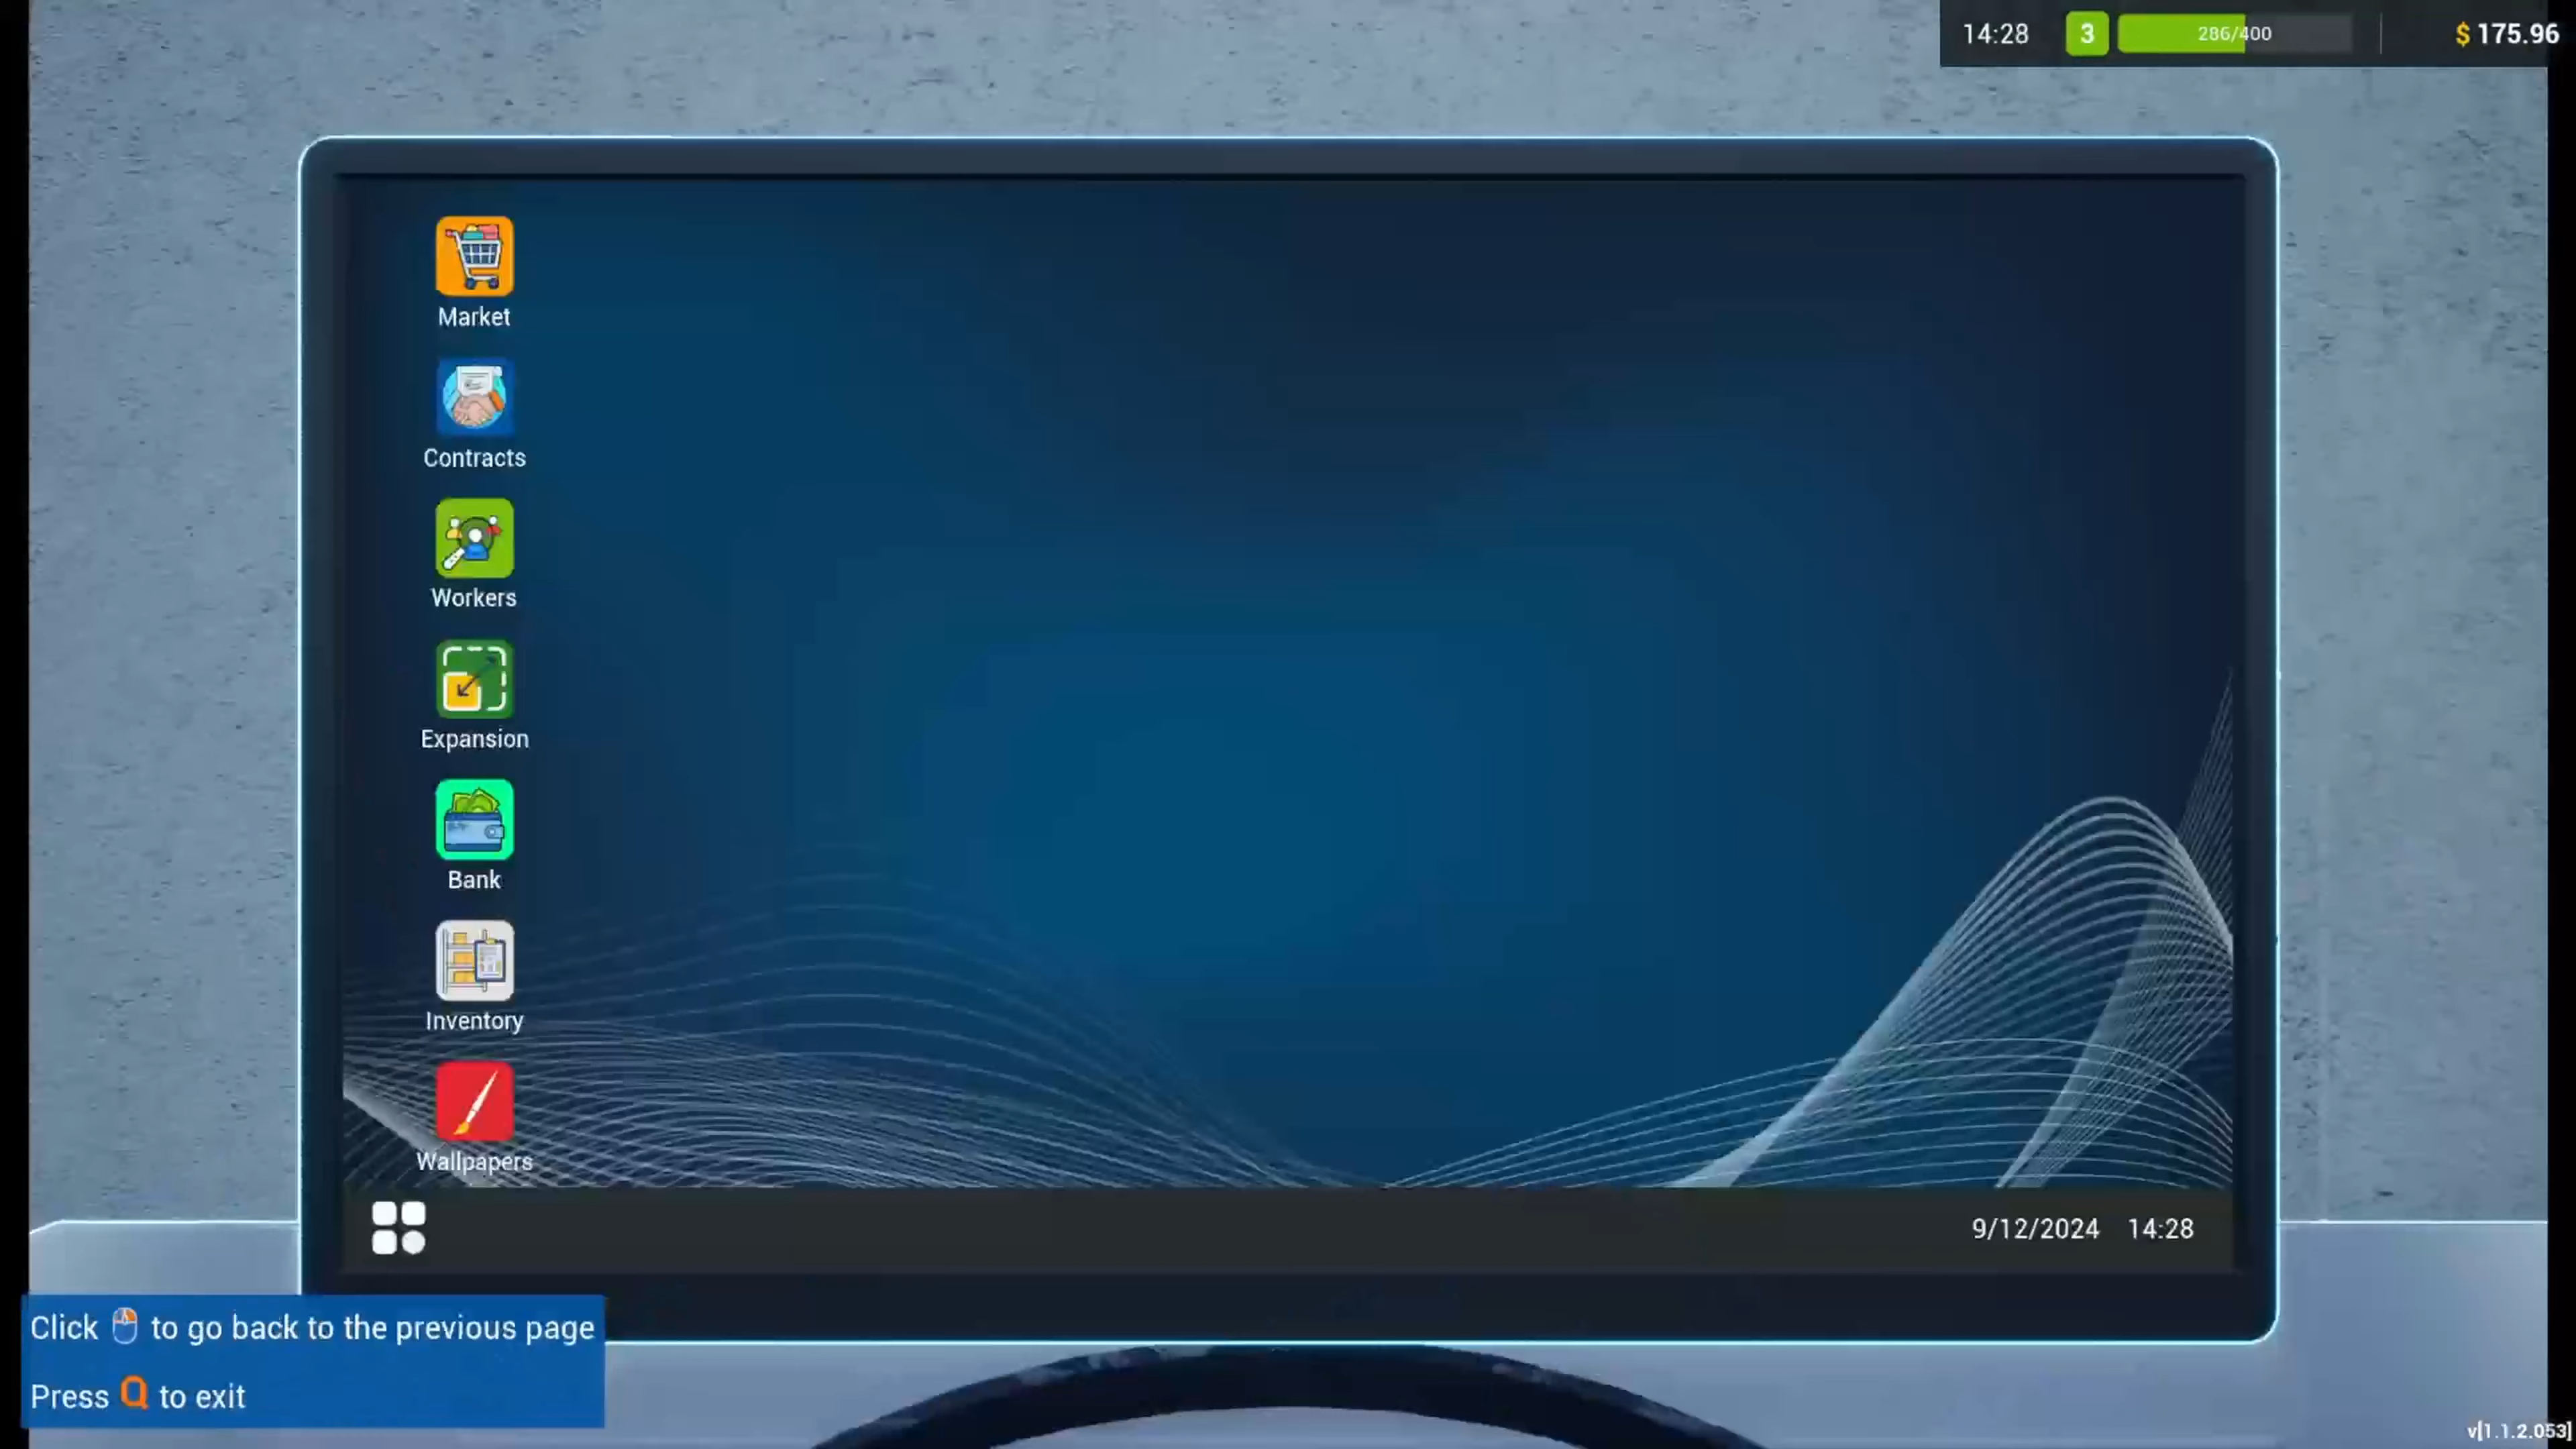 14:28 3 286/400 $ 175.96
Market
Contracts
Workers
Expansion
Bank
Inventory
Wallpapers
9/12/2024 14:28
Click to go back to the previous page
Press Q to exit
v[1.1.2.053]